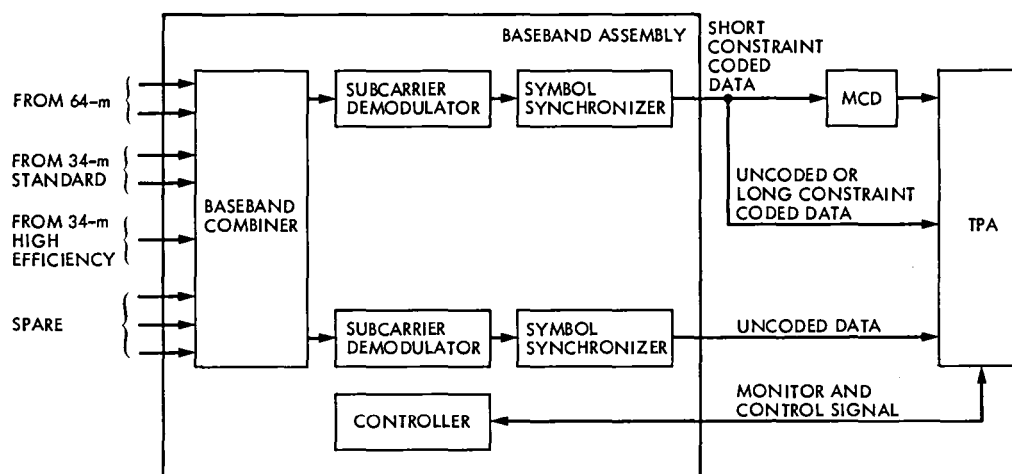 BASEBAND ASSEMBLY
FROM 64-m
FROM 34-m
STANDARD
FROM 34-m
HIGH
EFFICIENCY
SPARE
BASEBAND
COMBINER
SUBCARRIER
DEMODULATOR
SYMBOL
SYNCHRONIZER
SHORT
CONSTRAINT
CODED
DATA
MCD
UNCODED OR
LONG CONSTRAINT
CODED DATA
TPA
SUBCARRIER
DEMODULATOR
SYMBOL
SYNCHRONIZER
UNCODED DATA
CONTROLLER
MONITOR AND
CONTROL SIGNAL